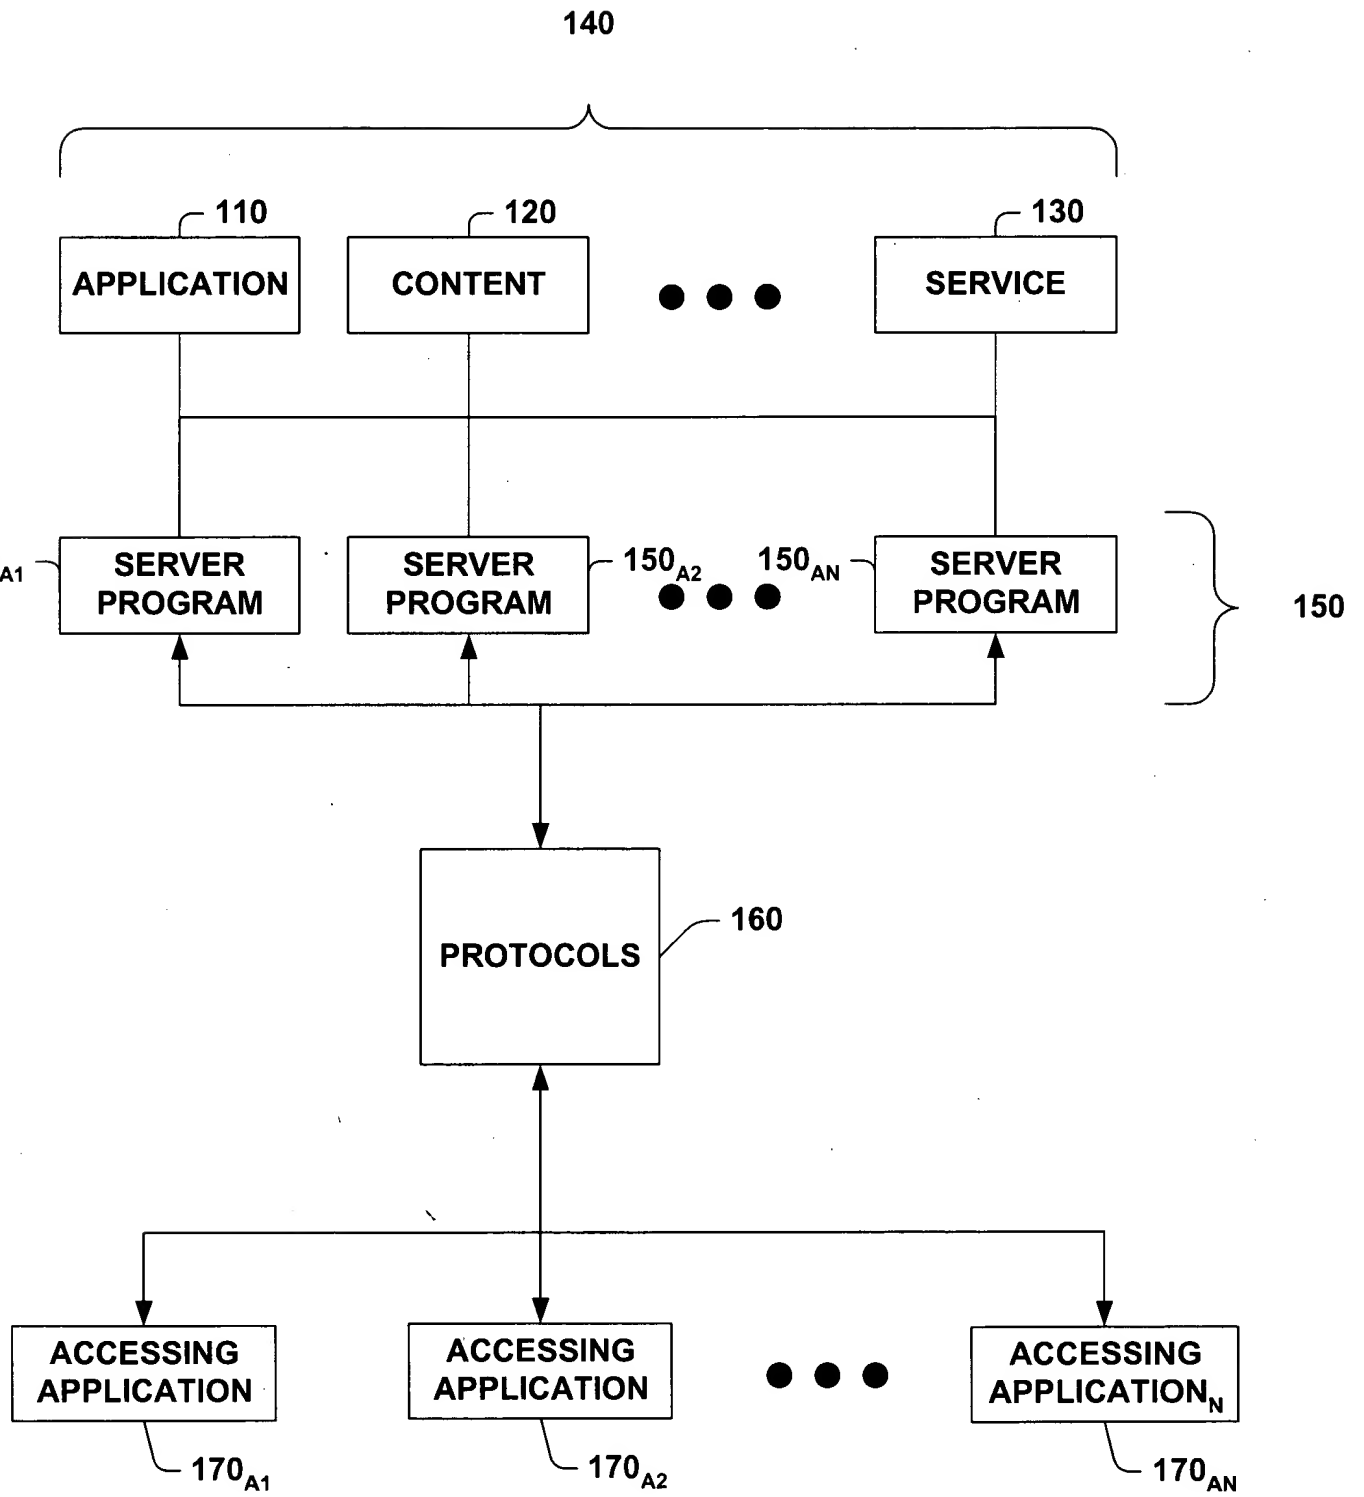 140
110
120
130
APPLICATION
CONTENT
SERVICE
A1
SERVER
PROGRAM
SERVER
PROGRAM
150A2
150AN
SERVER
PROGRAM
150
PROTOCOLS
160
ACCESSING
APPLICATION
ACCESSING
APPLICATION
ACCESSING
APPLICATIONN
170A1
170A2
170AN